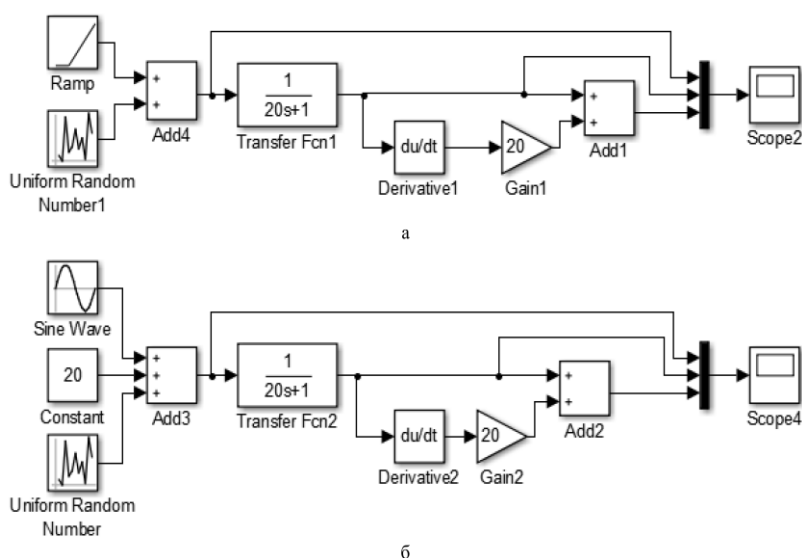 Ramp
Uniform Random
Number1
+
+
Add4
1
20s+1
Transfer Fcn1
du/dt
Derivative1
20
Gain1
+
+
Add1
Scope2
а
Sine Wave
20
Constant
Uniform Random
Number
+
+
+
Add3
1
20s+1
Transfer Fcn2
du/dt
Derivative2
20
Gain2
+
+
Add2
Scope4
б